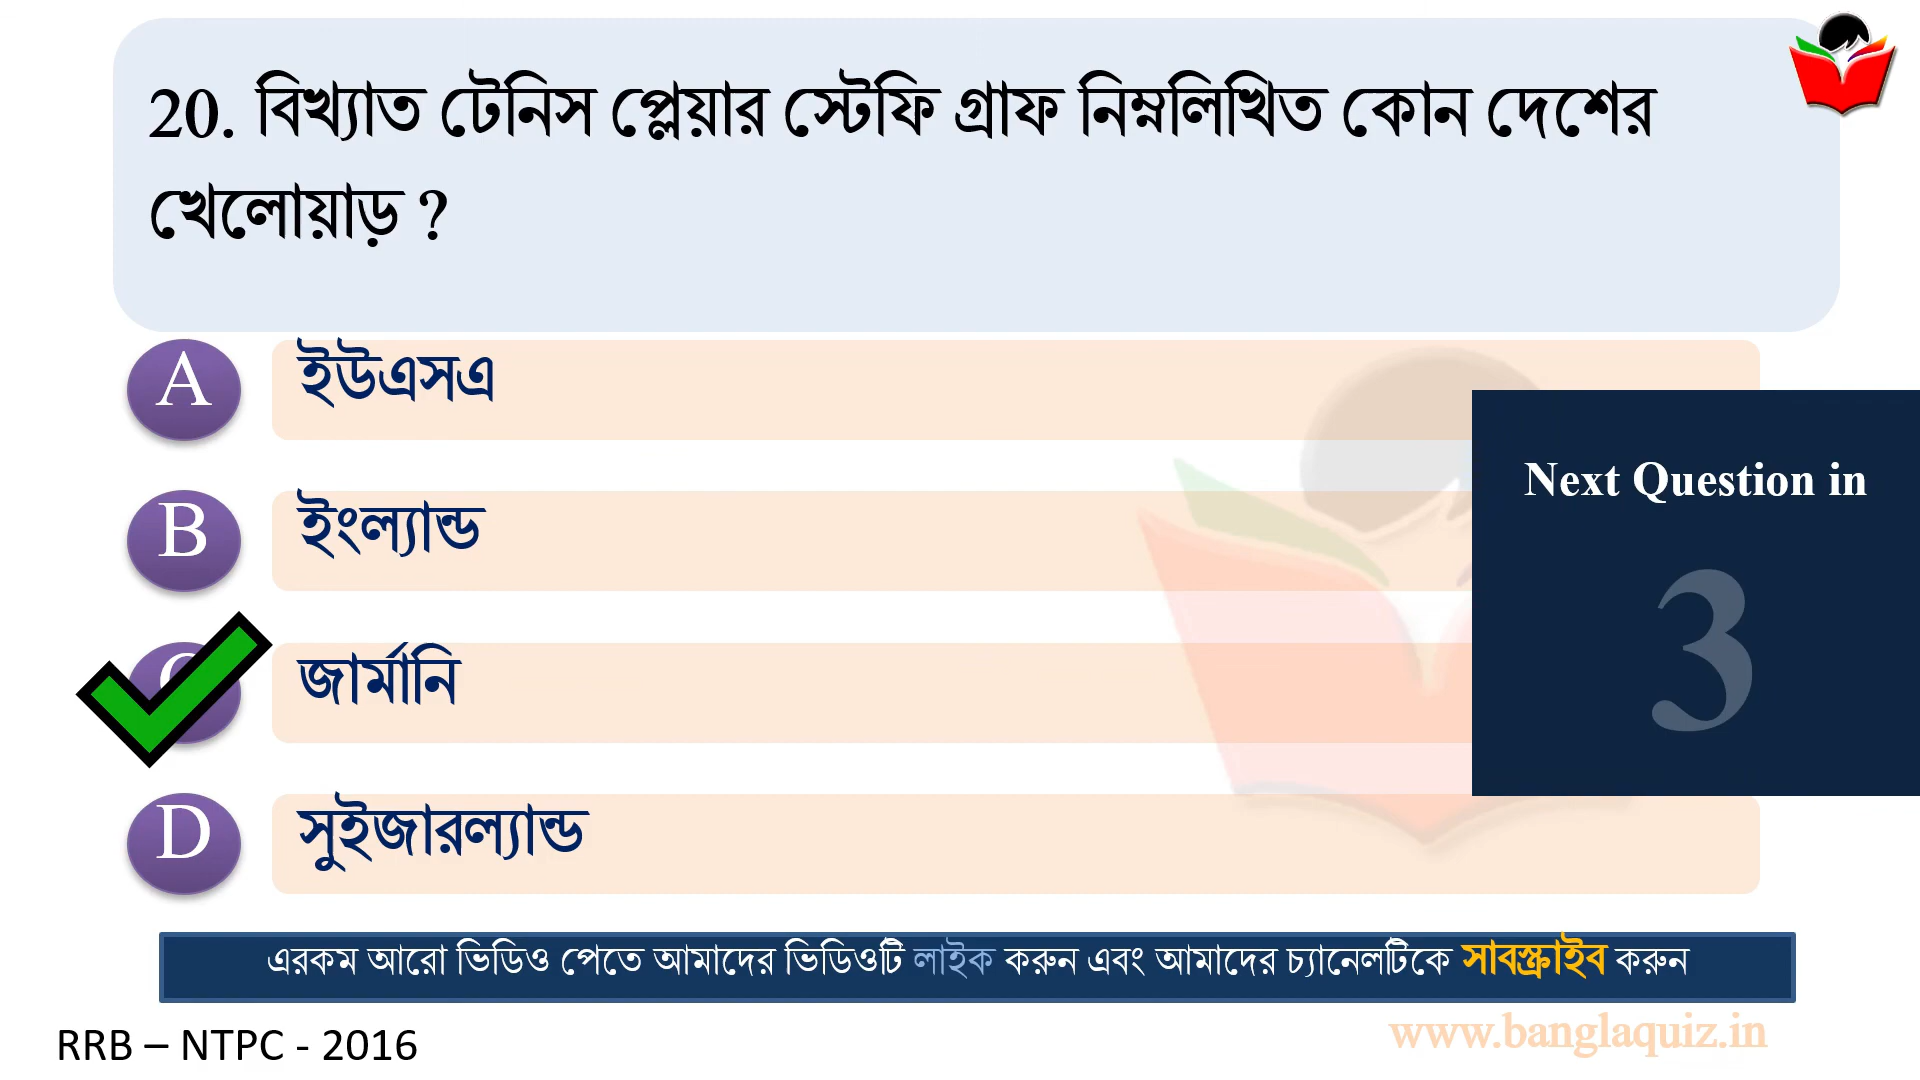 20. বিখ্যাত টেনিস প্লেয়ার স্টেফি গ্রাফ নিম্নলিখিত কোন দেশের
খেলোয়াড় ?
A ইউএসএ
B ইংল্যান্ড
Next Question in
3
জার্মানি
D সুইজারল্যান্ড
এরকম আরো ভিডিও পেতে আমাদের ভিডিওটি লাইক করুন এবং আমাদের চ্যানেলটিকে সাবস্ক্রাইব করুন
www.banglaquiz.in
RRB – NTPC - 2016